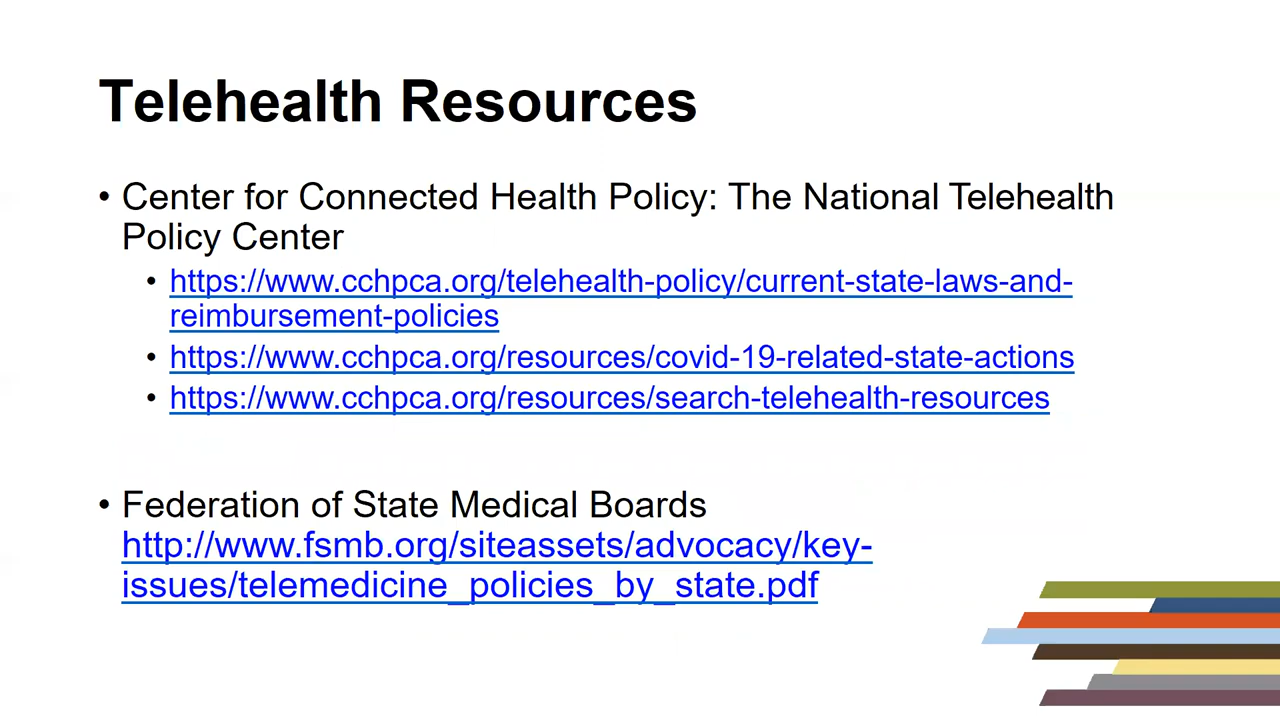 Telehealth Resources
• Center for Connected Health Policy: The National Telehealth
Policy Center
• https://www.cchpca.org/telehealth-policy/current-state-laws-and-
reimbursement-policies
• https://www.cchpca.org/resources/covid-19-related-state-actions
• https://www.cchpca.org/resources/search-telehealth-resources
• Federation of State Medical Boards
http://www.fsmb.org/siteassets/advocacy/key-
issues/telemedicine_policies_by_state.pdf